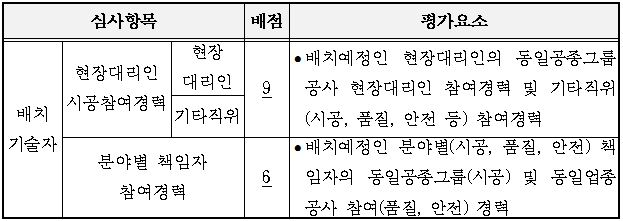 심사항목 배점 평가요소
배치
기술자
현장대리인
시공참여경력
현장
대리인
기타직위
9
•배치예정인 현장대리인의 동일공종그룹
공사 현장대리인 참여경력 및 기타직위
(시공, 품질, 안전 등) 참여경력
분야별 책임자
참여경력
6
•배치예정인 분야별(시공, 품질, 안전) 책
임자의 동일공종그룹(시공) 및 동일업종
공사 참여(품질, 안전) 경력